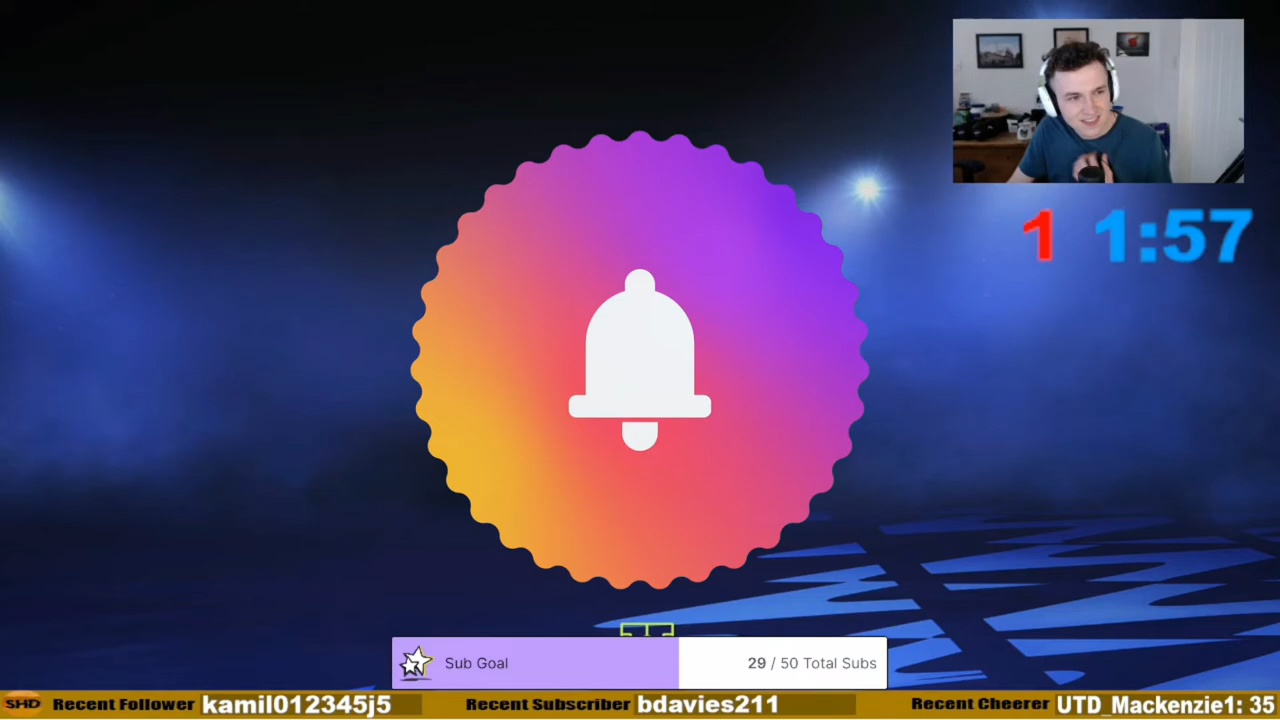 1 1:57
Sub Goal 29 / 50 Total Subs
SHD Recent Follower kamil012345j5 Recent Subscriber bdavies211 Recent Cheerer UTD_Mackenzie1: 35